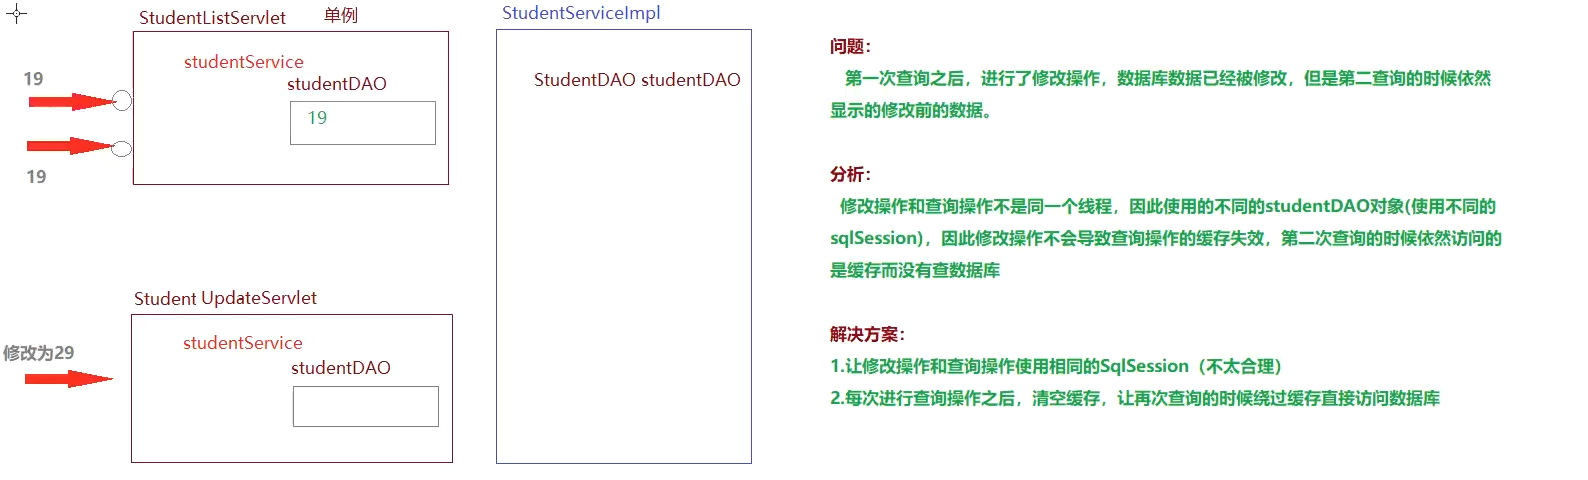 StudentListServlet 单例
studentService
studentDAO
19
19
19
Student UpdateServlet
studentService
studentDAO
修改为29
StudentServiceImpl
StudentDAO studentDAO
问题：
第一次查询之后，进行了修改操作，数据库数据已经被修改，但是第二查询的时候依然
显示的修改前的数据。
分析：
修改操作和查询操作不是同一个线程，因此使用的不同的studentDAO对象(使用不同的
sqlSession)，因此修改操作不会导致查询操作的缓存失效，第二次查询的时候依然访问的
是缓存而没有查数据库
解决方案：
1.让修改操作和查询操作使用相同的SqlSession（不太合理）
2.每次进行查询操作之后，清空缓存，让再次查询的时候绕过缓存直接访问数据库